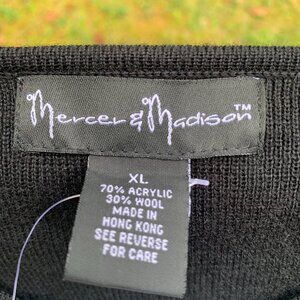 Mercer & Madison™
XL
70% ACRYLIC
30% WOOL
MADE IN
HONG KONG
SEE REVERSE
FOR CARE